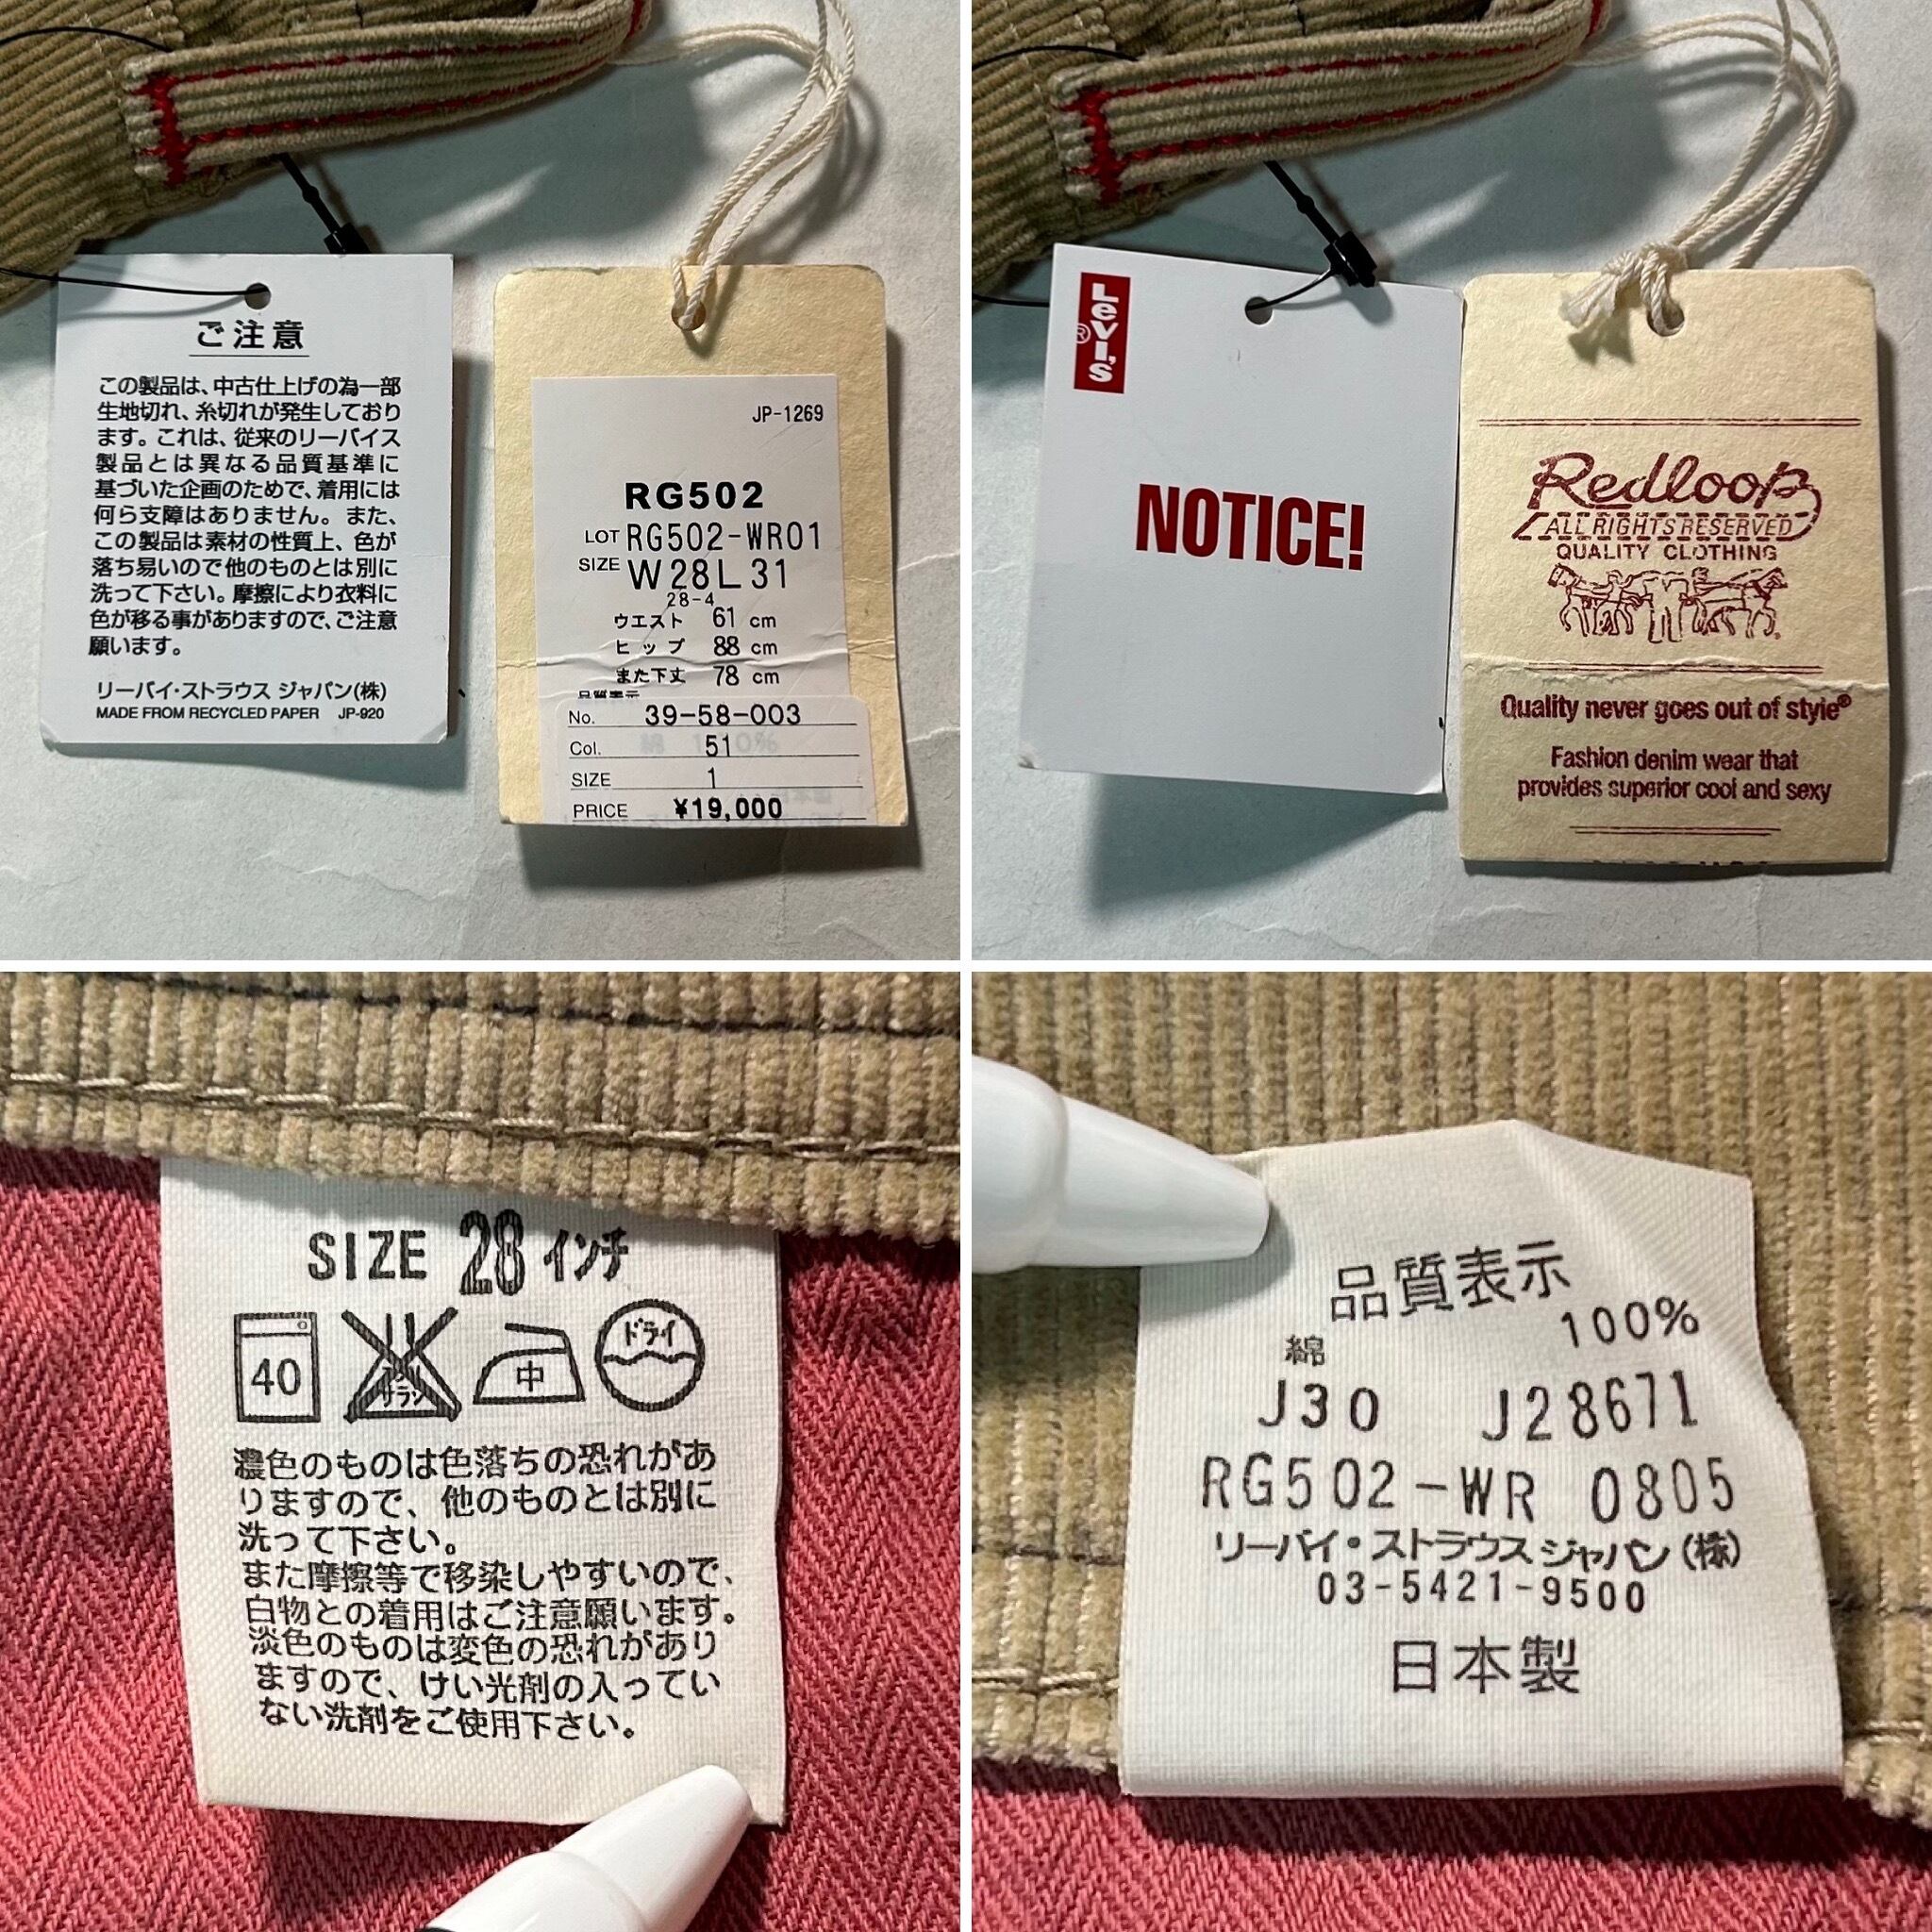 ご注意
この製品は、中古仕上げの為一部
生地切れ、糸切れが発生しており
ます。これは、従来のリーバイス
製品とは異なる品質基準に
基づいた企画のためで、着用には
何ら支障はありません。また、
この製品は素材の性質上、色が
落ち易いので他のものとは別に
洗って下さい。摩擦により衣料に
色が移る事がありますので、ご注意
願います。
リーバイ・ストラウス ジャパン(株)
MADE FROM RECYCLED PAPER JP-920
JP-1269
RG502
LOT RG502-WR01
SIZE W28L31
28-4
ウエスト 61 cm
ヒップ 88 cm
また下丈 78 cm
品質表示
No. 39-58-003
Col. 51
SIZE 1
PRICE ¥19,000
Levi's
®
NOTICE!
Redloop
ALL RIGHTS RESERVED
QUALITY CLOTHING
Quality never goes out of style®
Fashion denim wear that
provides superior cool and sexy
SIZE 28 インチ
40
中
ドライ
濃色のものは色落ちの恐れがあ
りますので、他のものとは別に
洗って下さい。
また摩擦等で移染しやすいので、
白物との着用はご注意願います。
淡色のものは変色の恐れがあり
ますので、けい光剤の入ってい
ない洗剤をご使用下さい。
品質表示
綿 100%
J30 J28671
RG502-WR 0805
リーバイ・ストラウス ジャパン(株)
03-5421-9500
日本製